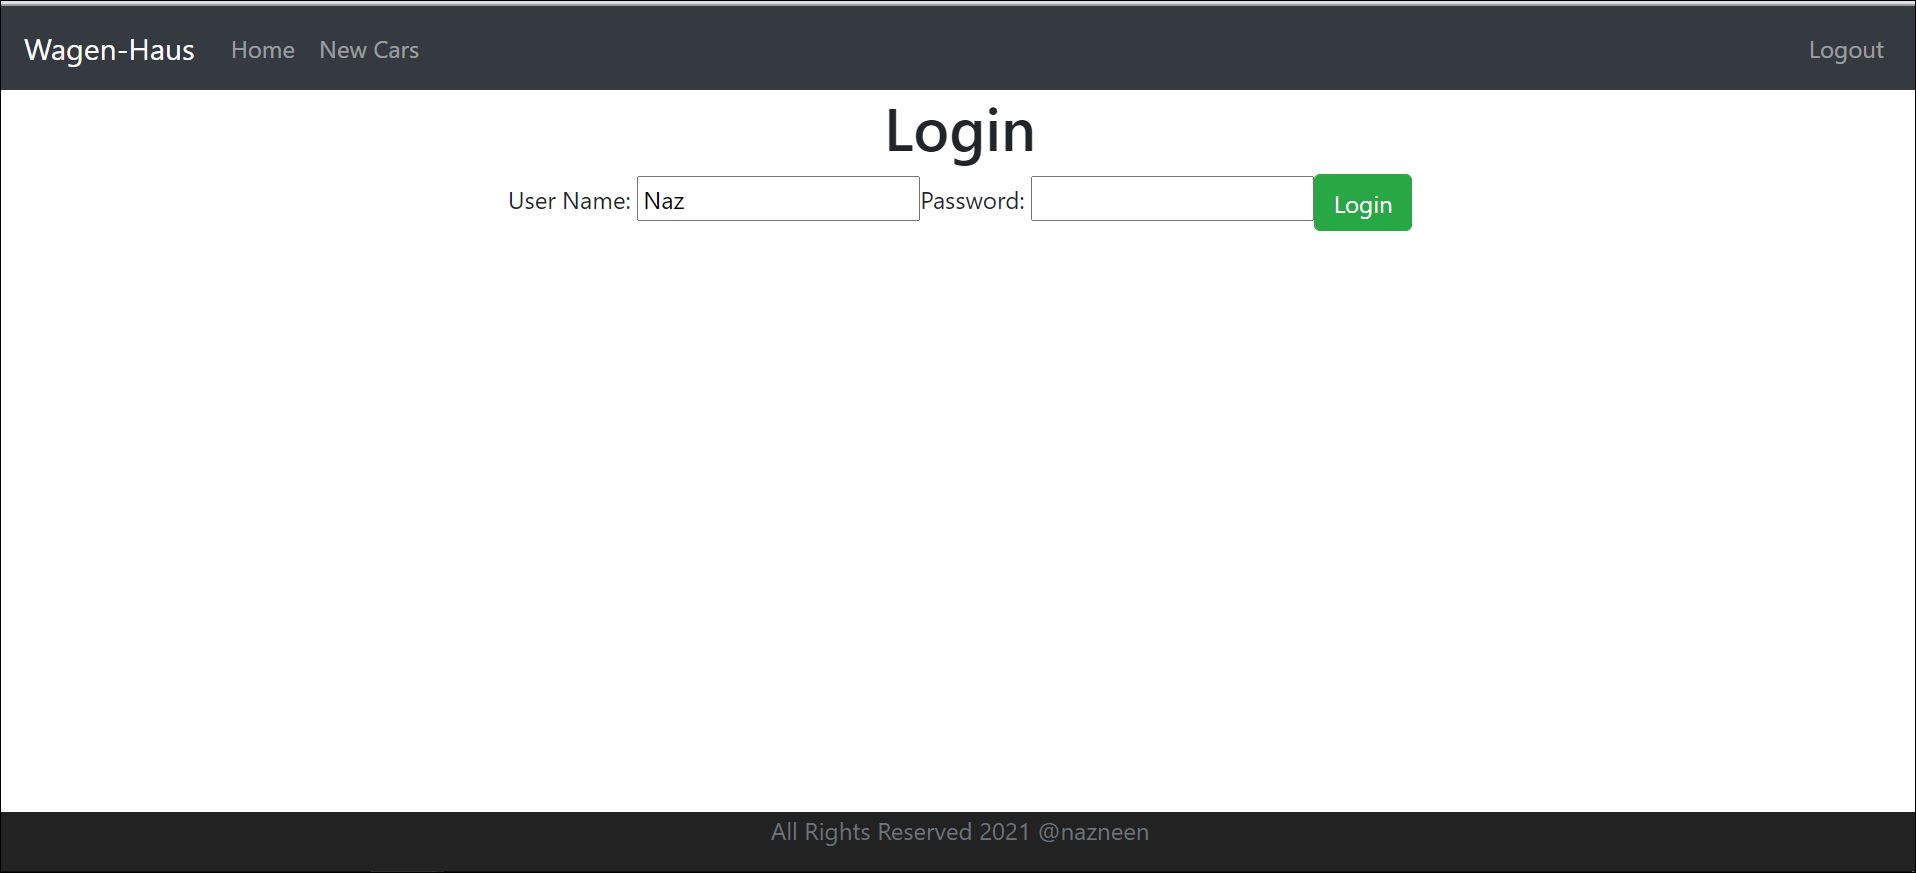 Wagen-Haus Home New Cars Logout
Login
User Name: Naz Password: Login
All Rights Reserved 2021 @nazneen